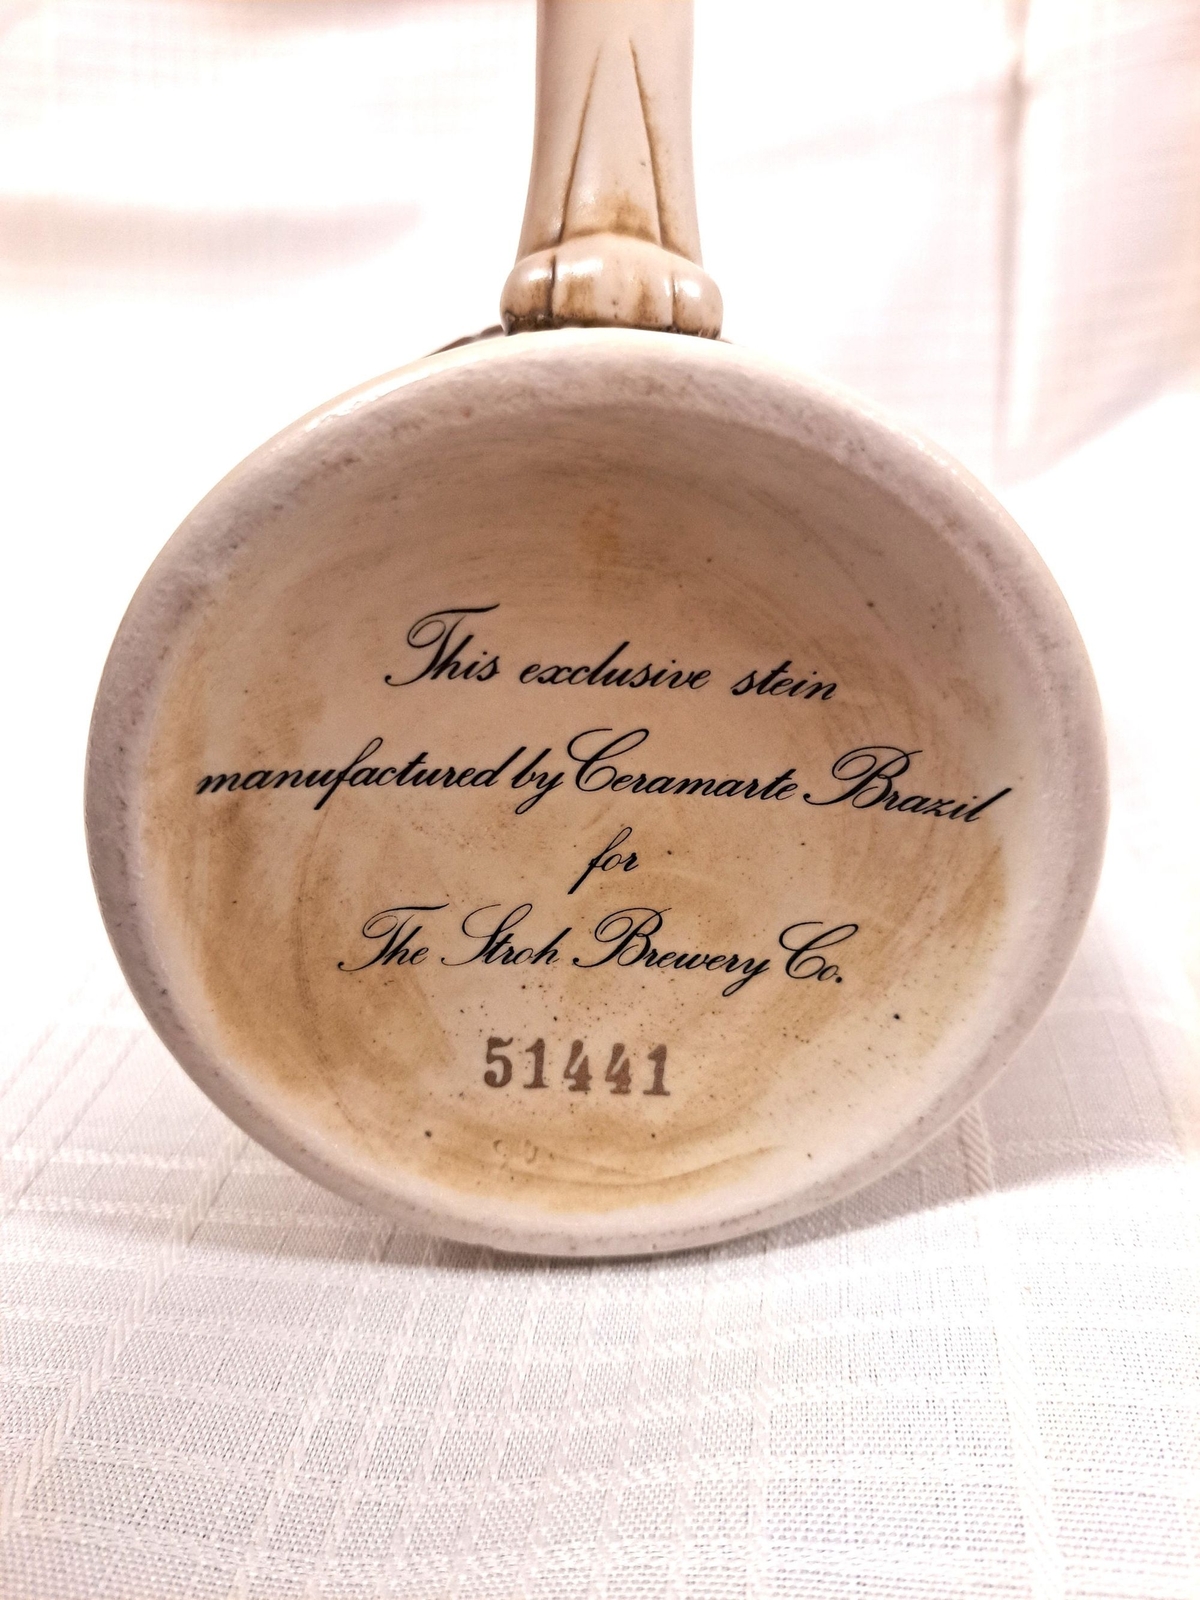 This exclusive stein
manufactured by Ceramarte Brazil
for
The Stroh Brewery Co.
51441